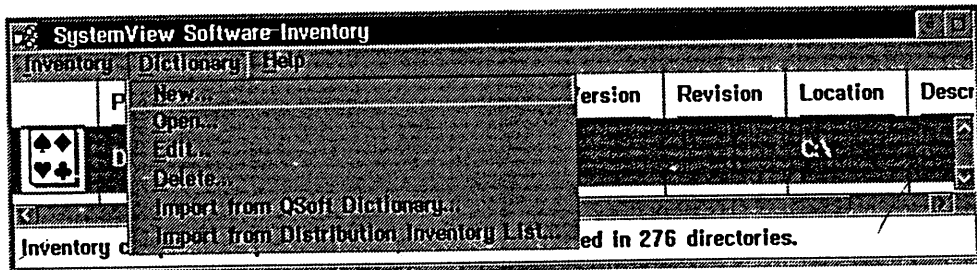 SystemView Software Inventory
Inventory Dictionary Help
P New... ersion Revision Location Descr
Open...
D Edit... C:\
Delete...
Import from QSoft Dictionary...
Import from Distribution Inventory List...
Inventory c ed in 276 directories.